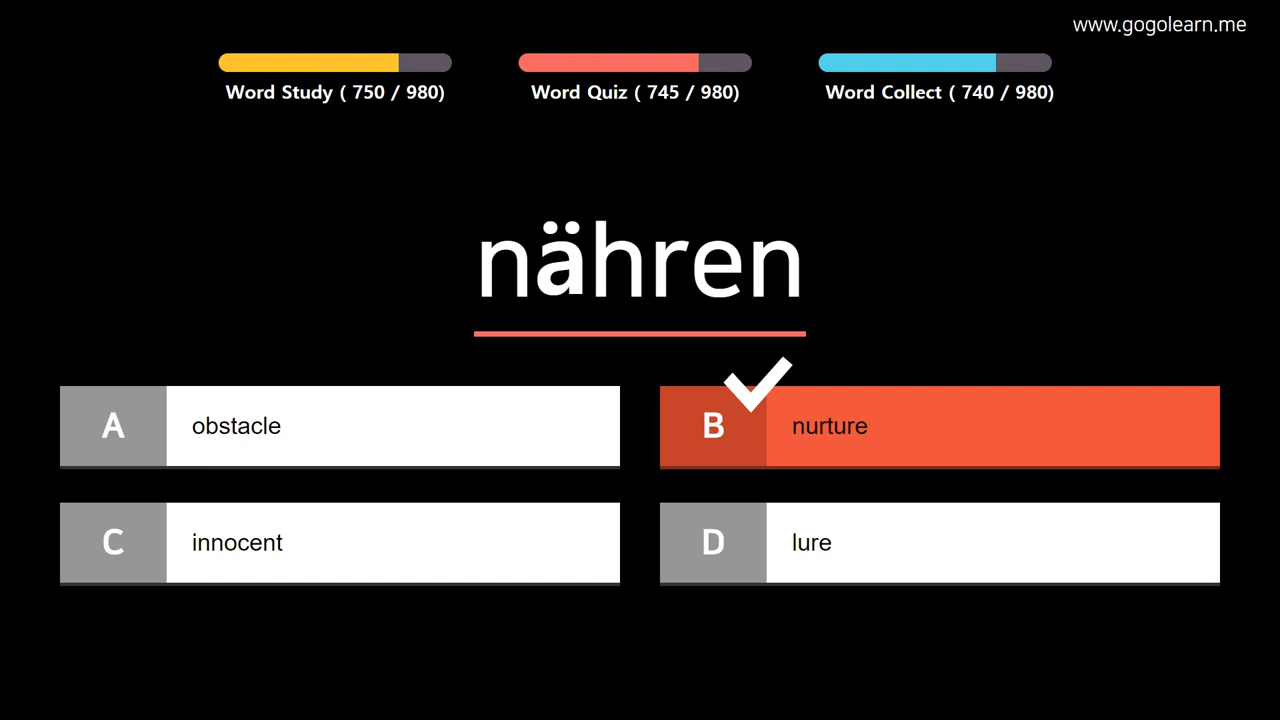 www.gogolearn.me
Word Study ( 750 / 980)
Word Quiz ( 745 / 980)
Word Collect ( 740 / 980)
nähren
A obstacle
B nurture
C innocent
D lure